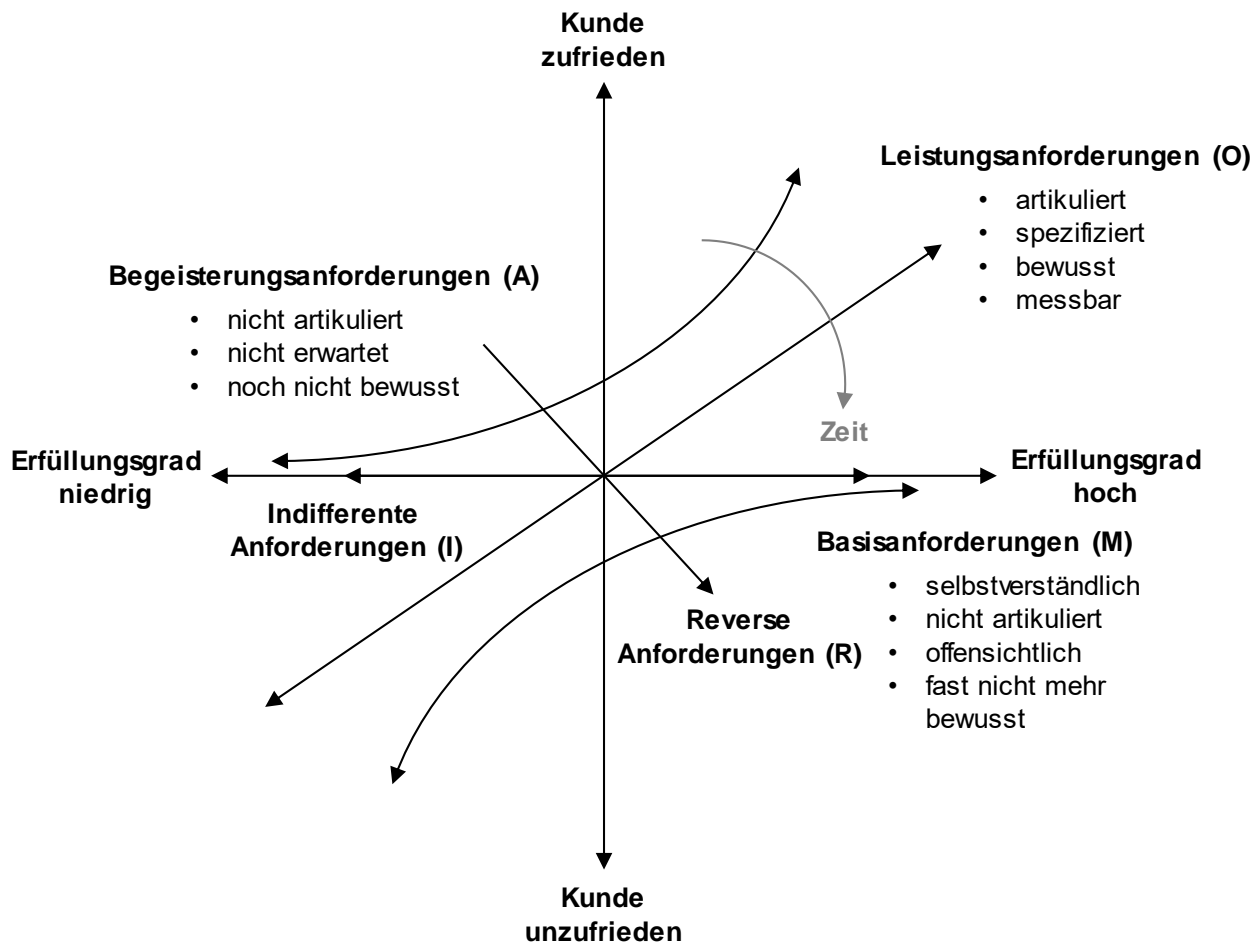 Kunde
zufrieden
Leistungsanforderungen (O)
• artikuliert
• spezifiziert
• bewusst
• messbar
Begeisterungsanforderungen (A)
• nicht artikuliert
• nicht erwartet
• noch nicht bewusst
Zeit
Erfüllungsgrad
niedrig
Erfüllungsgrad
hoch
Indifferente
Anforderungen (I)
Basisanforderungen (M)
• selbstverständlich
• nicht artikuliert
• offensichtlich
• fast nicht mehr
bewusst
Reverse
Anforderungen (R)
Kunde
unzufrieden